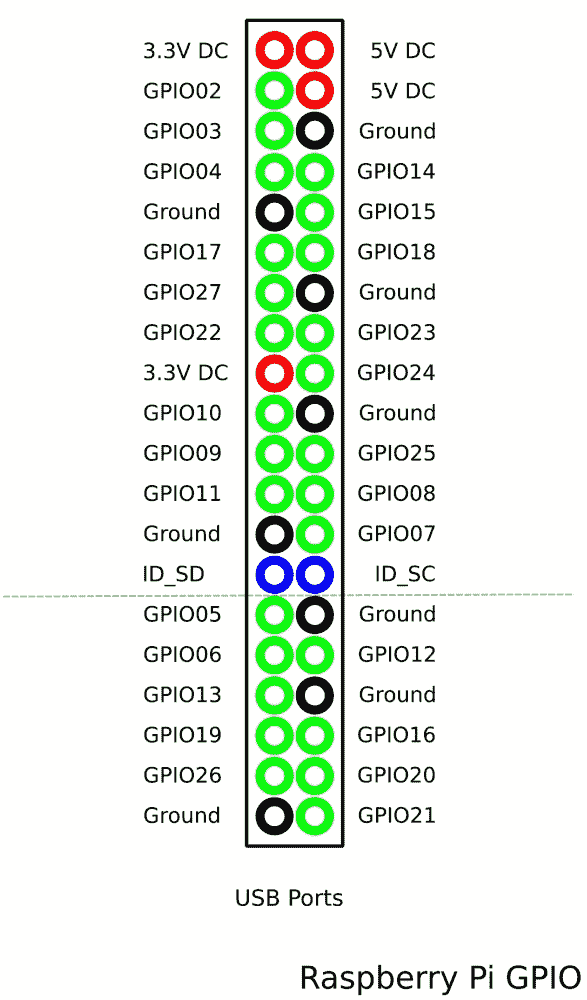 3.3V DC 5V DC
GPIO02 5V DC
GPIO03 Ground
GPIO04 GPIO14
Ground GPIO15
GPIO17 GPIO18
GPIO27 Ground
GPIO22 GPIO23
3.3V DC GPIO24
GPIO10 Ground
GPIO09 GPIO25
GPIO11 GPIO08
Ground GPIO07
ID_SD ID_SC
GPIO05 Ground
GPIO06 GPIO12
GPIO13 Ground
GPIO19 GPIO16
GPIO26 GPIO20
Ground GPIO21
USB Ports
Raspberry Pi GPIO